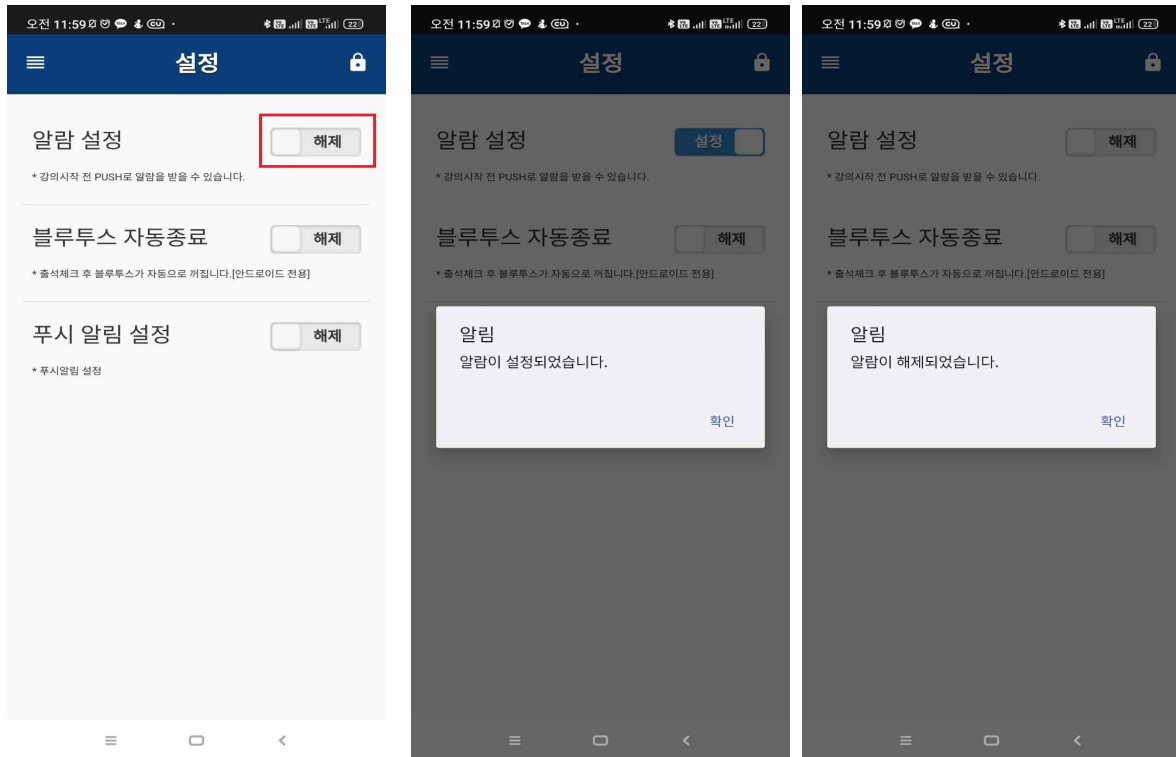 오전 11:59
LTE
22
설정
알람 설정
해제
* 강의시작 전 PUSH로 알람을 받을 수 있습니다.
블루투스 자동종료
해제
* 출석체크 후 블루투스가 자동으로 꺼집니다.[안드로이드 전용]
푸시 알림 설정
해제
* 푸시알림 설정
오전 11:59
LTE
22
설정
알람 설정
설정
* 강의시작 전 PUSH로 알람을 받을 수 있습니다.
블루투스 자동종료
해제
* 출석체크 후 블루투스가 자동으로 꺼집니다.[안드로이드 전용]
알림
알람이 설정되었습니다.
확인
오전 11:59
LTE
22
설정
알람 설정
해제
* 강의시작 전 PUSH로 알람을 받을 수 있습니다.
블루투스 자동종료
해제
* 출석체크 후 블루투스가 자동으로 꺼집니다.[안드로이드 전용]
알림
알람이 해제되었습니다.
확인